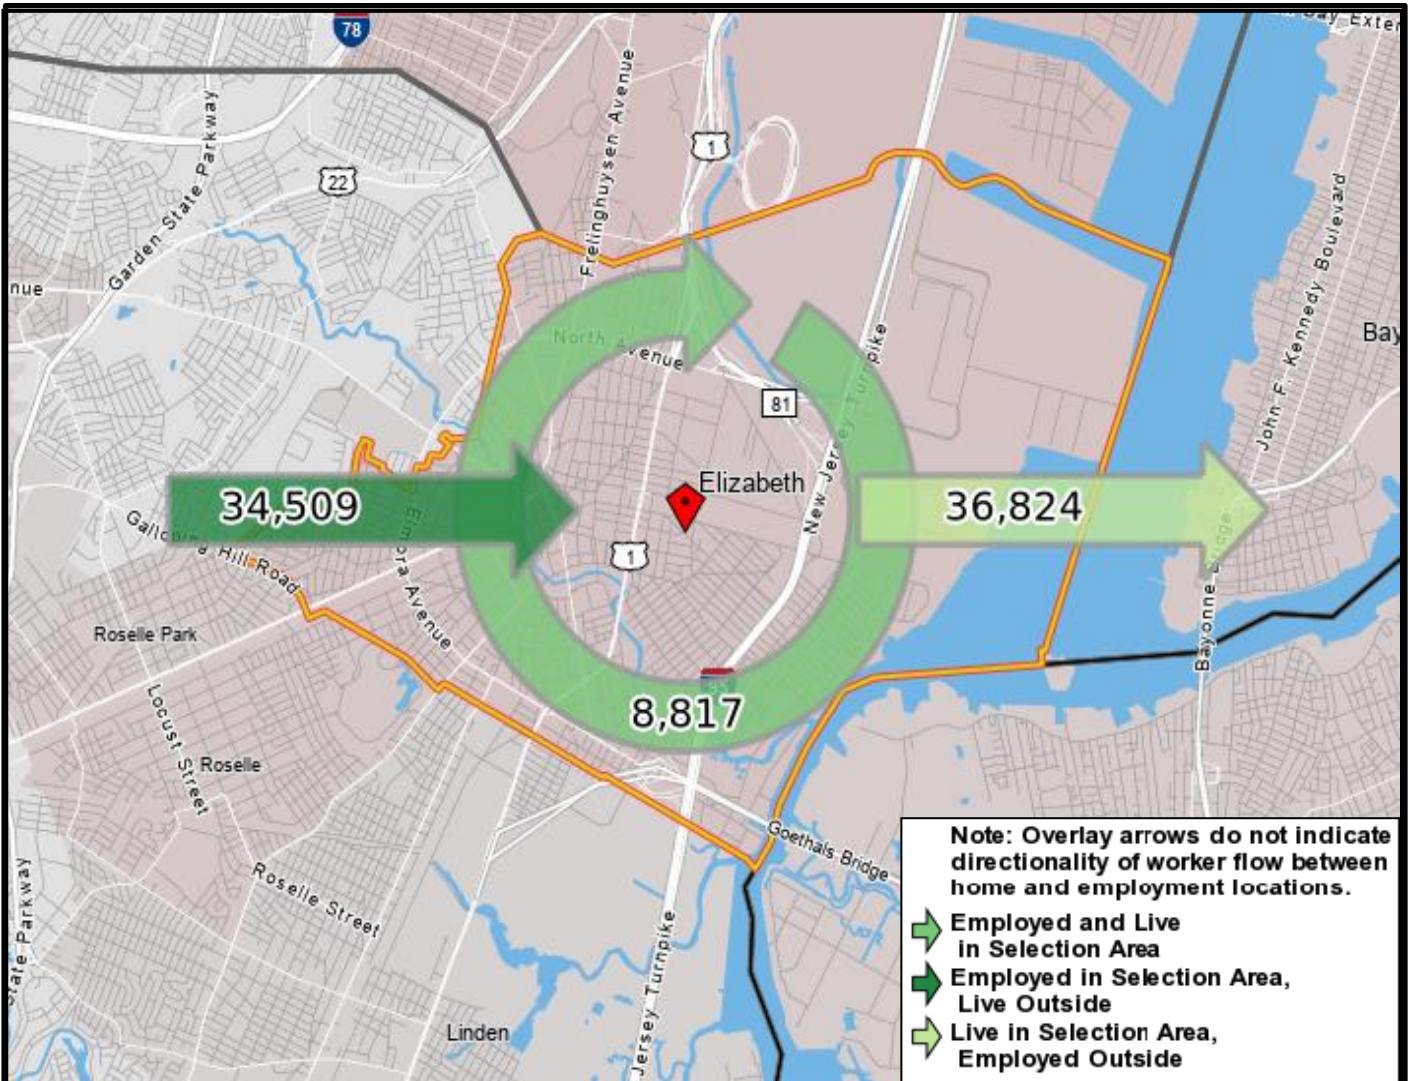 78
Bay Exter
1
22
Garden State Parkway
Frelinghuysen Avenue
John F. Kennedy Boulevard
nue
Bay
North Avenue
New Jersey Turnpike
81
Elizabeth
34,509
36,824
1
Galloping Hill Road
Elmora Avenue
Bayonne Bridge
Roselle Park
8,817
Locust Street
Roselle
Goethals Bridge
Roselle Street
State Parkway
Jersey Turnpike
Linden
Note: Overlay arrows do not indicate
directionality of worker flow between
home and employment locations.
Employed and Live
in Selection Area
Employed in Selection Area,
Live Outside
Live in Selection Area,
Employed Outside